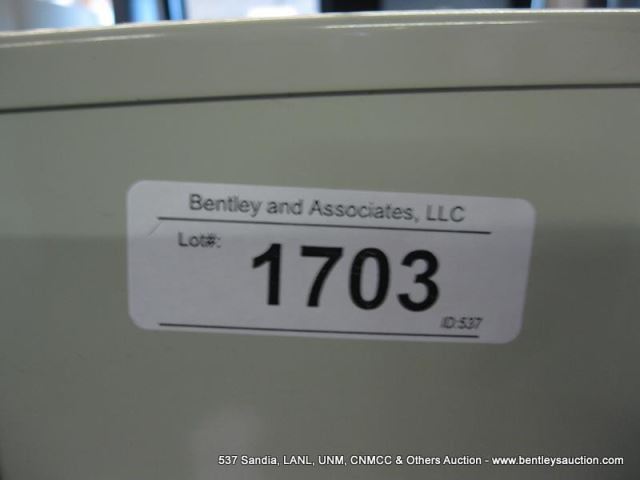 Bentley and Associates, LLC
Lot#:
1703
ID:537
537 Sandia, LANL, UNM, CNMCC & Others Auction - www.bentleysauction.com